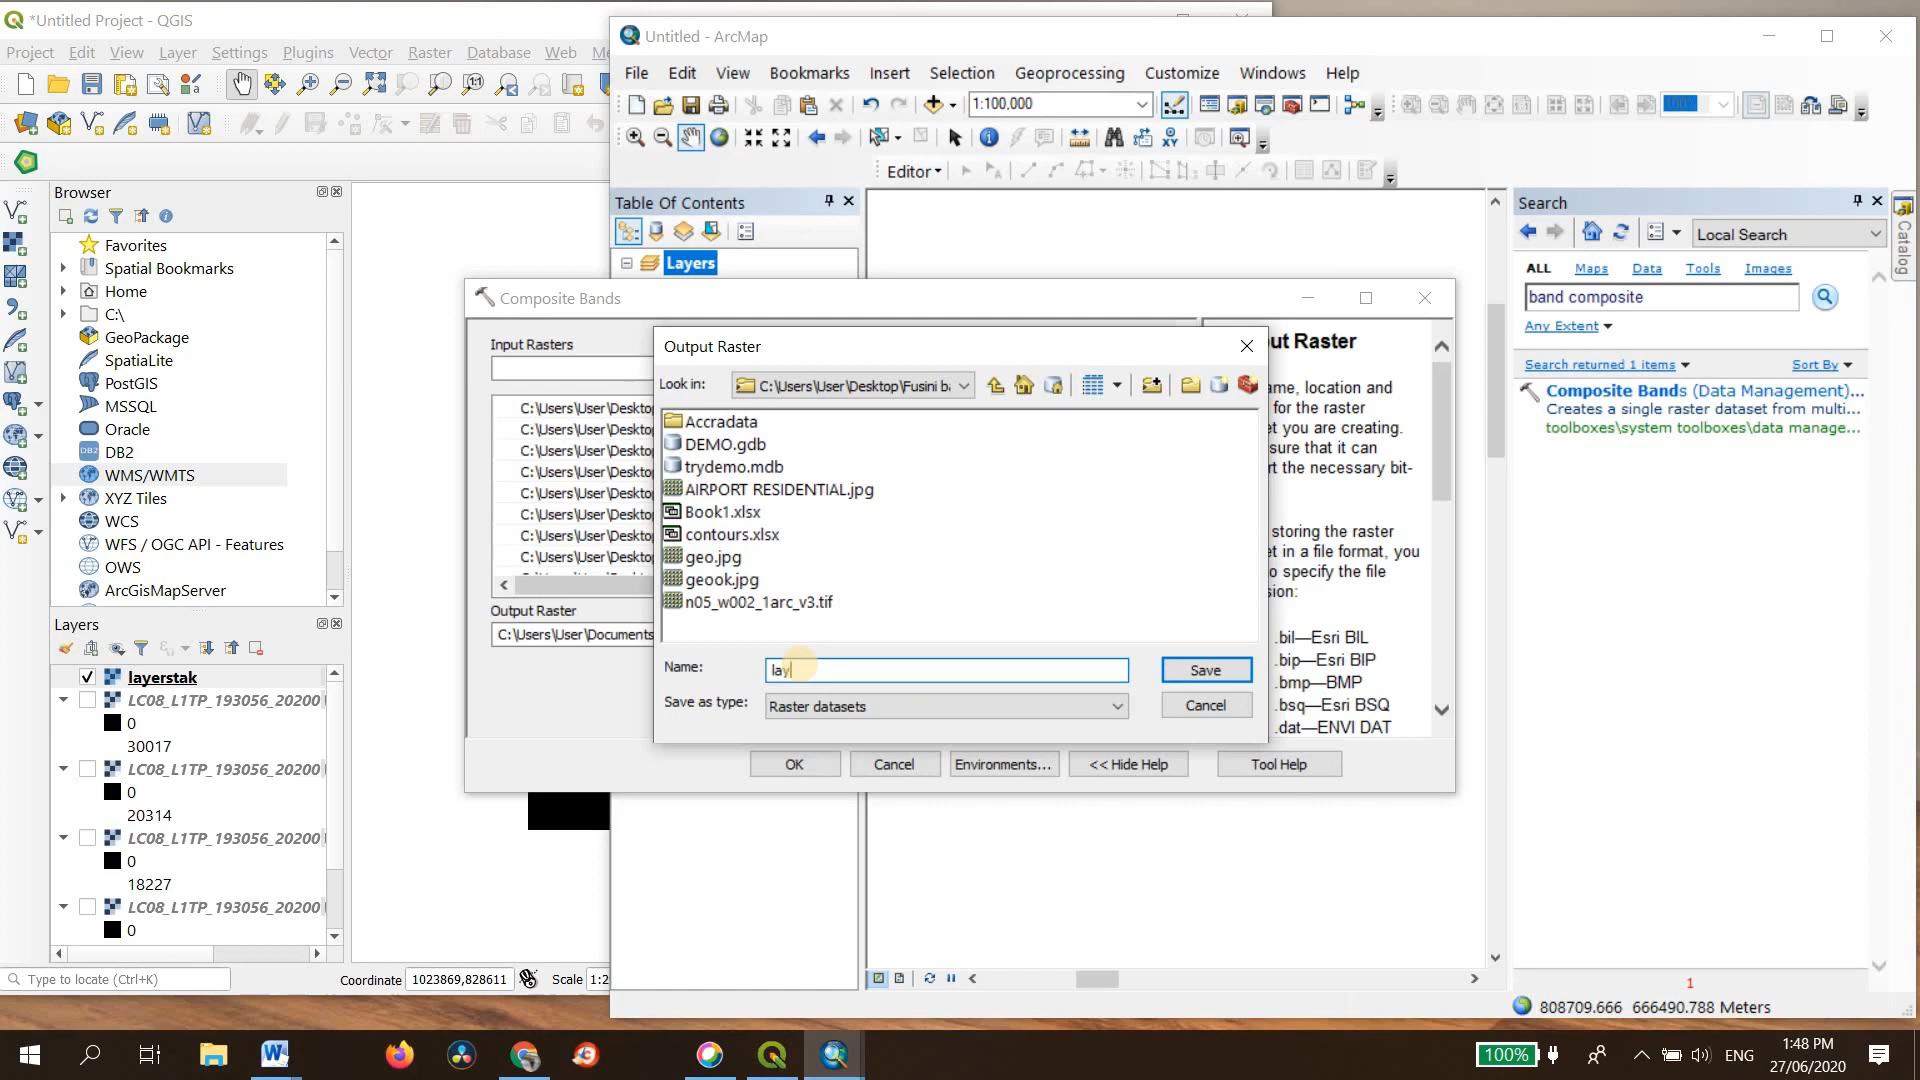 *Untitled Project - QGIS
Project Edit View Layer Settings Plugins Vector Raster Database Web Me
Browser
Favorites
Spatial Bookmarks
Home
C:\
GeoPackage
SpatiaLite
PostGIS
MSSQL
Oracle
DB2
WMS/WMTS
XYZ Tiles
WCS
WFS / OGC API - Features
OWS
ArcGisMapServer
Layers
layerstak
LC08_L1TP_193056_20200
0
30017
LC08_L1TP_193056_20200
0
20314
LC08_L1TP_193056_20200
0
18227
LC08_L1TP_193056_20200
0
Type to locate (Ctrl+K)
Coordinate 1023869,828611 Scale 1:2
Untitled - ArcMap
File Edit View Bookmarks Insert Selection Geoprocessing Customize Windows Help
1:100,000
Editor
Table Of Contents
Layers
Composite Bands
Input Rasters
C:\Users\User\Deskto
C:\Users\User\Deskto
C:\Users\User\Deskto
C:\Users\User\Deskto
C:\Users\User\Deskto
C:\Users\User\Deskto
C:\Users\User\Deskto
C:\Users\User\Deskto
Output Raster
C:\Users\User\Documents
Output Raster
Look in: C:\Users\User\Desktop\Fusini ba
Accradata
DEMO.gdb
trydemo.mdb
AIRPORT RESIDENTIAL.jpg
Book1.xlsx
contours.xlsx
geo.jpg
geook.jpg
n05_w002_1arc_v3.tif
Name: lay
Save
Save as type: Raster datasets
Cancel
ut Raster
ame, location and
for the raster
et you are creating.
sure that it can
rt the necessary bit-
storing the raster
et in a file format, you
o specify the file
sion:
.bil—Esri BIL
.bip—Esri BIP
.bmp—BMP
.bsq—Esri BSQ
.dat—ENVI DAT
OK Cancel Environments... << Hide Help Tool Help
Search
Local Search
ALL Maps Data Tools Images
band composite
Any Extent
Search returned 1 items Sort By
Composite Bands (Data Management)...
Creates a single raster dataset from multi...
toolboxes\system toolboxes\data manage...
Catalog
1
808709.666 666490.788 Meters
100%
ENG
1:48 PM
27/06/2020